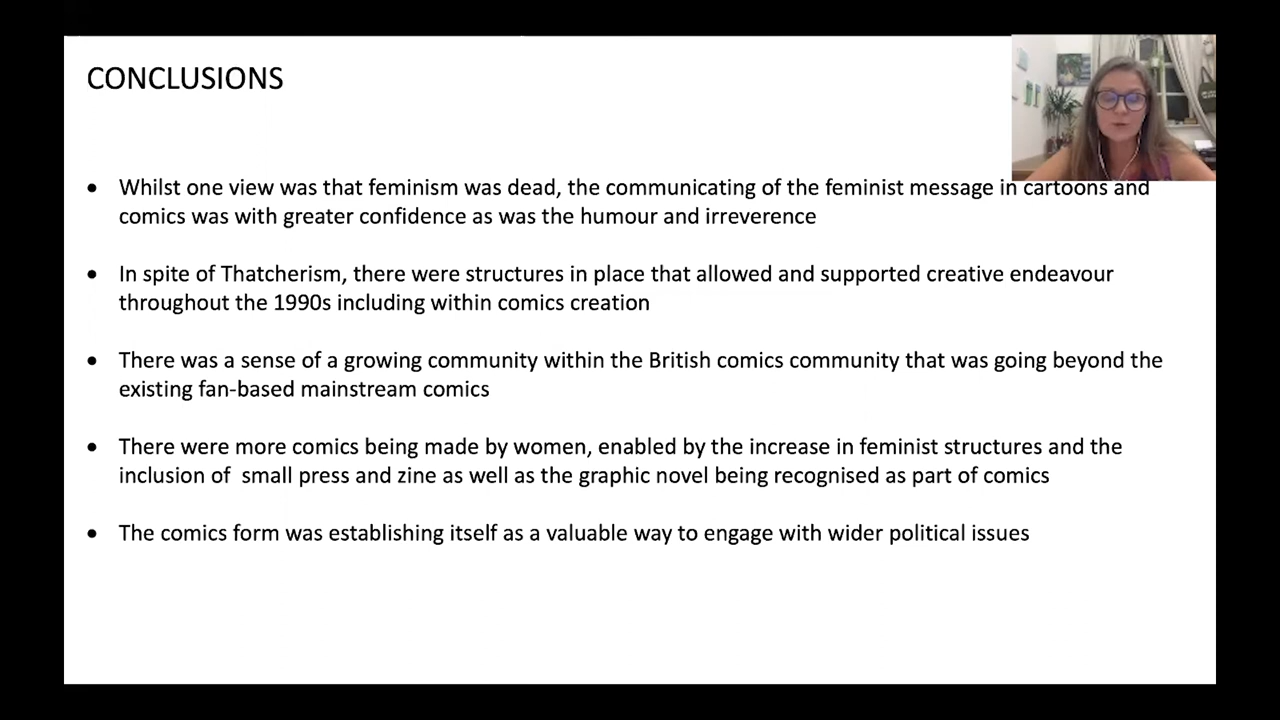 CONCLUSIONS
• Whilst one view was that feminism was dead, the communicating of the feminist message in cartoons and
comics was with greater confidence as was the humour and irreverence
• In spite of Thatcherism, there were structures in place that allowed and supported creative endeavour
throughout the 1990s including within comics creation
• There was a sense of a growing community within the British comics community that was going beyond the
existing fan-based mainstream comics
• There were more comics being made by women, enabled by the increase in feminist structures and the
inclusion of  small press and zine as well as the graphic novel being recognised as part of comics
• The comics form was establishing itself as a valuable way to engage with wider political issues